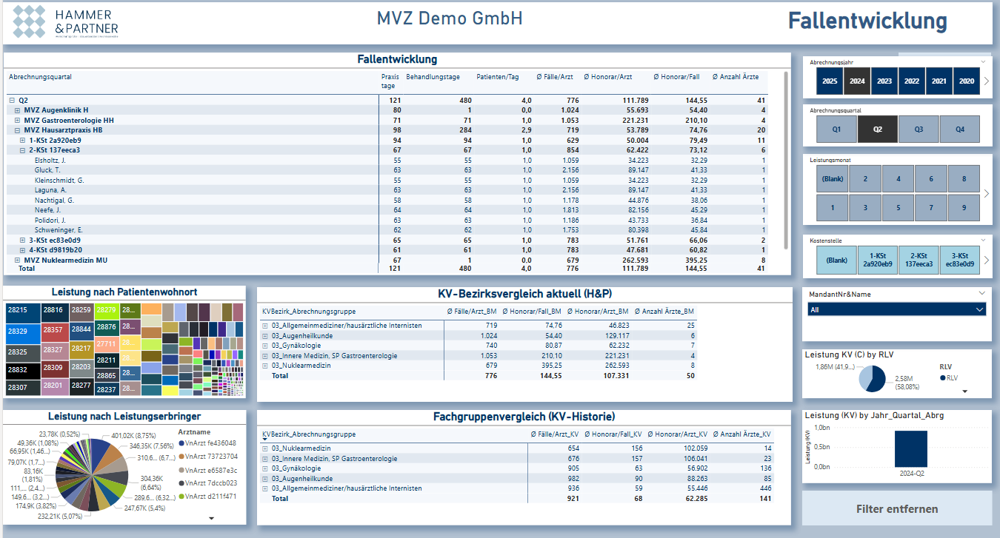 HAMMER
&PARTNER
MVZ Demo GmbH
Fallentwicklung
Fallentwicklung
Abrechnungsquartal Praxis tage Behandlungstage Patienten/Tag Ø Fälle/Arzt Ø Honorar/Arzt Ø Honorar/Fall Ø Anzahl Ärzte
Q2 121 480 4,0 776 111.789 144,55 41
MVZ Augenklinik H 80 1 0,0 1.024 55.693 54,40 4
MVZ Gastroenterologie HH 71 71 1,0 1.053 221.231 210,10 4
MVZ Hausarztpraxis HB 98 284 2,9 719 53.789 74,76 20
1-KSt 2a920eb9 94 94 1,0 629 50.004 79,49 11
2-KSt 137eeca3 67 67 1,0 854 62.422 73,12 6
Elsholtz, J. 55 55 1,0 1.059 34.223 32,29 1
Gluck, T. 63 63 1,0 2.156 89.147 41,33 1
Kleinschmidt, G. 55 55 1,0 1.059 34.223 32,29 1
Laguna, A. 63 63 1,0 2.156 89.147 41,33 1
Nachtigal, G. 58 58 1,0 1.178 44.876 38,06 1
Neefe, J. 64 64 1,0 1.813 82.156 45,29 1
Polidori, J. 63 63 1,0 1.186 43.733 36,84 1
Schweninger, E. 62 62 1,0 1.753 80.398 45,84 1
3-KSt ec83e0d9 65 65 1,0 783 51.761 66,06 2
4-KSt d9819b20 61 61 1,0 783 47.681 60,82 1
MVZ Nuklearmedizin MU 67 1 0,0 679 262.593 395,25 8
Total 121 480 4,0 776 111.789 144,55 41
Abrechnungsjahr
2025 2024 2023 2022 2021 2020
Abrechnungsquartal
Q1 Q2 Q3 Q4
Leistungsmonat
(Blank) 2 4 6 8
1 3 5 7 9
Kostenstelle
(Blank) 1-KSt 2a920eb9 2-KSt 137eeca3 3-KSt ec83e0d9
MandantNr&Name
All
Leistung nach Patientenwohnort
28215 28816 28259 28279 28...
28329 28357 28844 28876 28...
28325 28327 28217 27711 28...
28832 28309 28203 28211 28...
28307 28201 28277 28865 28...
28237 28...
KV-Bezirksvergleich aktuell (H&P)
KVBezirk_Abrechnungsgruppe Ø Fälle/Arzt_BM Ø Honorar/Fall_BM Ø Honorar/Arzt_BM Ø Anzahl Ärzte_BM
03_Allgemeinmediziner/hausärztliche Internisten 719 74,76 46.823 25
03_Augenheilkunde 1.024 54,40 129.117 6
03_Gynäkologie 740 80,87 62.232 7
03_Innere Medizin, SP Gastroenterologie 1.053 210,10 221.231 4
03_Nuklearmedizin 679 395,25 262.593 8
Total 776 144,55 107.331 50
Leistung KV (C) by RLV
1,86M (41,9...)
2,58M
(58,08%)
RLV
RLV
Leistung nach Leistungserbringer
23,78K (0,52%)
49,36K (1,08%)
66,95K (1,46...)
79,07K (1,7...)
83,16K
(1,81%)
111,... (2,4...)
149,6... (3,2...)
174,9K (3,82%)
232,21K (5,07%)
401,02K (8,75%)
346,35K (7,56%)
310,6... (6,7...)
304,36K
(6,64%)
289,6... (6,32...)
247,67K (5,4%)
Arztname
VnArzt fe436048
VnArzt 73723704
VnArzt e6587e3c
VnArzt 7dccb023
VnArzt d211f471
Fachgruppenvergleich (KV-Historie)
KVBezirk_Abrechnungsgruppe Ø Fälle/Arzt_KV Ø Honorar/Fall_KV Ø Honorar/Arzt_KV Ø Anzahl Ärzte_KV
03_Nuklearmedizin 654 156 102.059 14
03_Innere Medizin, SP Gastroenterologie 676 157 106.041 23
03_Gynäkologie 905 63 56.902 136
03_Augenheilkunde 982 90 88.263 85
03_Allgemeinmediziner/hausärztliche Internisten 936 59 55.446 446
Total 921 68 62.285 141
Leistung (KV) by Jahr_Quartal_Abrg
Leistung (KV)
1,0bn
0,5bn
0,0bn
2024-Q2
Filter entfernen